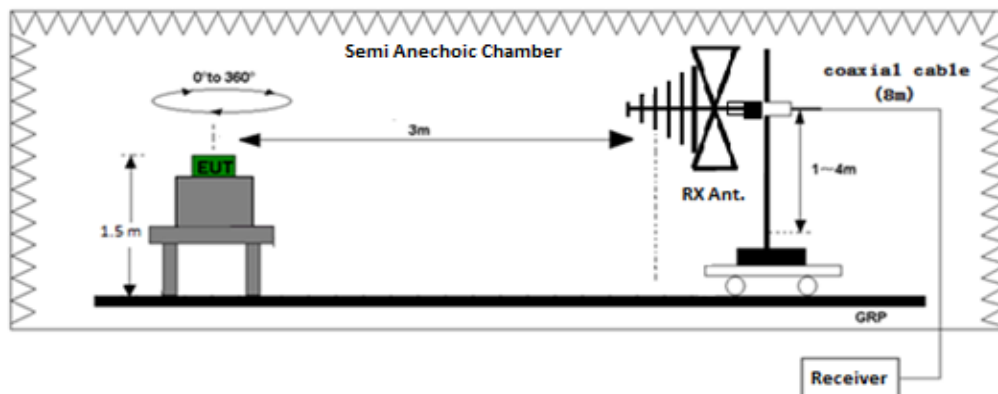 Semi Anechoic Chamber
0°to 360°
coaxial cable
(8m)
3m
EUT
1～4m
RX Ant.
1.5 m
GRP
Receiver